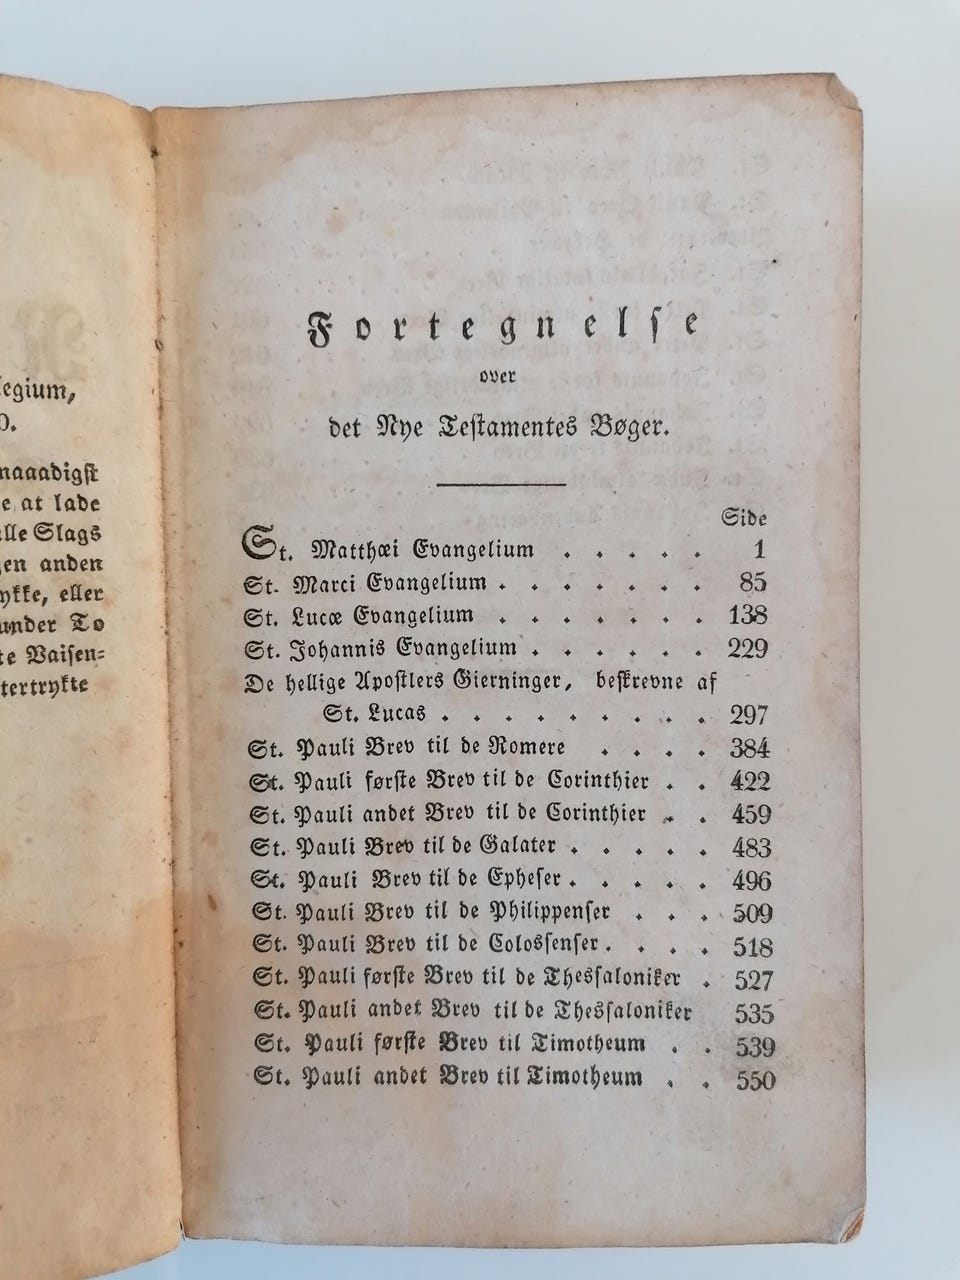 legium,
0.
naaadigst
e at lade
lle Slags
en anden
ykke, eller
under To
te Vaisen=
tertrykte
Fortegnelse
over
det Nye Testamentes Bøger.
Side
St. Matthæi Evangelium . . . . . 1
St. Marci Evangelium . . . . . . . 85
St. Lucæ Evangelium . . . . . . . 138
St. Johannis Evangelium . . . . . . 229
De hellige Apostlers Gierninger, beskrevne af
St. Lucas . . . . . . . . . 297
St. Pauli Brev til de Romere . . . . 384
St. Pauli første Brev til de Corinthier . . 422
St. Pauli andet Brev til de Corinthier . . 459
St. Pauli Brev til de Galater . . . . . 483
St. Pauli Brev til de Epheser . . . . . 496
St. Pauli Brev til de Philippenser . . . 509
St. Pauli Brev til de Colossenser . . . . 518
St. Pauli første Brev til de Thessaloniker . 527
St. Pauli andet Brev til de Thessaloniker 535
St. Pauli første Brev til Timotheum . . 539
St. Pauli andet Brev til Timotheum . . 550